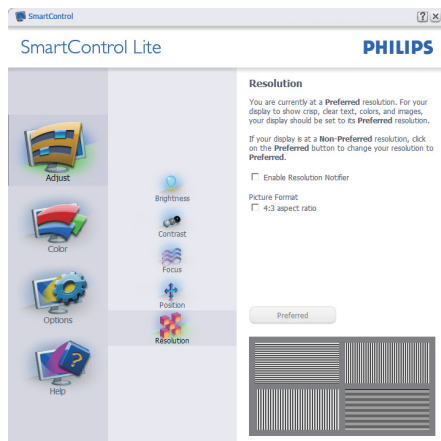 SmartControl
? ×
SmartControl Lite
PHILIPS
Adjust
Color
Options
Help
Brightness
Contrast
Focus
Position
Resolution
Resolution
You are currently at a Preferred resolution. For your
display to show crisp, clear text, colors, and images,
your display should be set to its Preferred resolution.
If your display is at a Non-Preferred resolution, click
on the Preferred button to change your resolution to
Preferred.
Enable Resolution Notifier
Picture Format
4:3 aspect ratio
Preferred